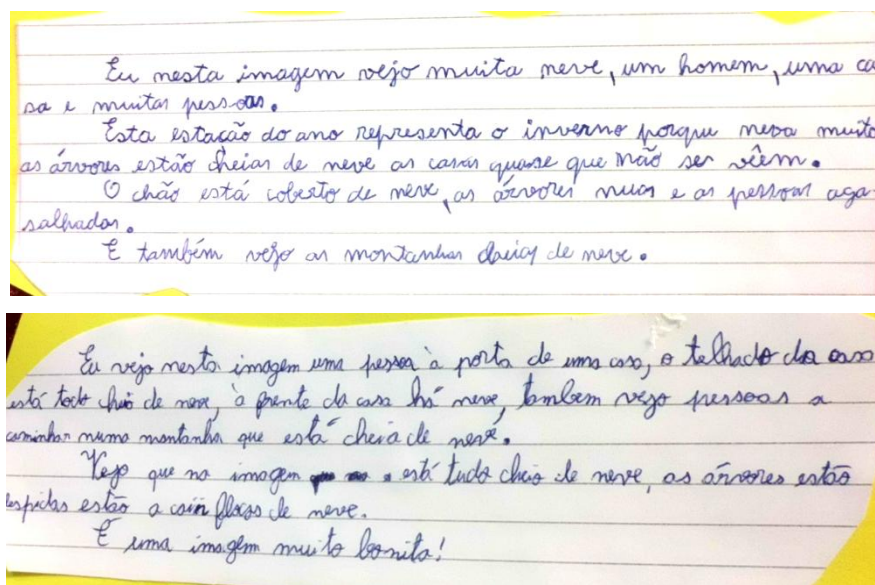 Eu nesta imagem vejo muita neve, um homem, uma ca
sa e muitas pessoas.
Esta estação do ano representa o inverno porque neva muito
as árvores estão cheias de neve as casas quase que não ser vêem.
O chão está coberto de neve, as árvores nuas e as pessoas aga-
salhadas.
E também vejo as montanhas cheias de neve.
Eu vejo nesta imagem uma pessoa à porta de uma casa, o telhado da casa
está todo cheio de neve, à frente da casa há neve, tambem vejo pessoas a
caminhar numa montanha que está cheia de neve.
Vejo que na imagem está tudo cheio de neve, as árvores estão
despidas estão a cair flocos de neve.
É uma imagem muito bonita!